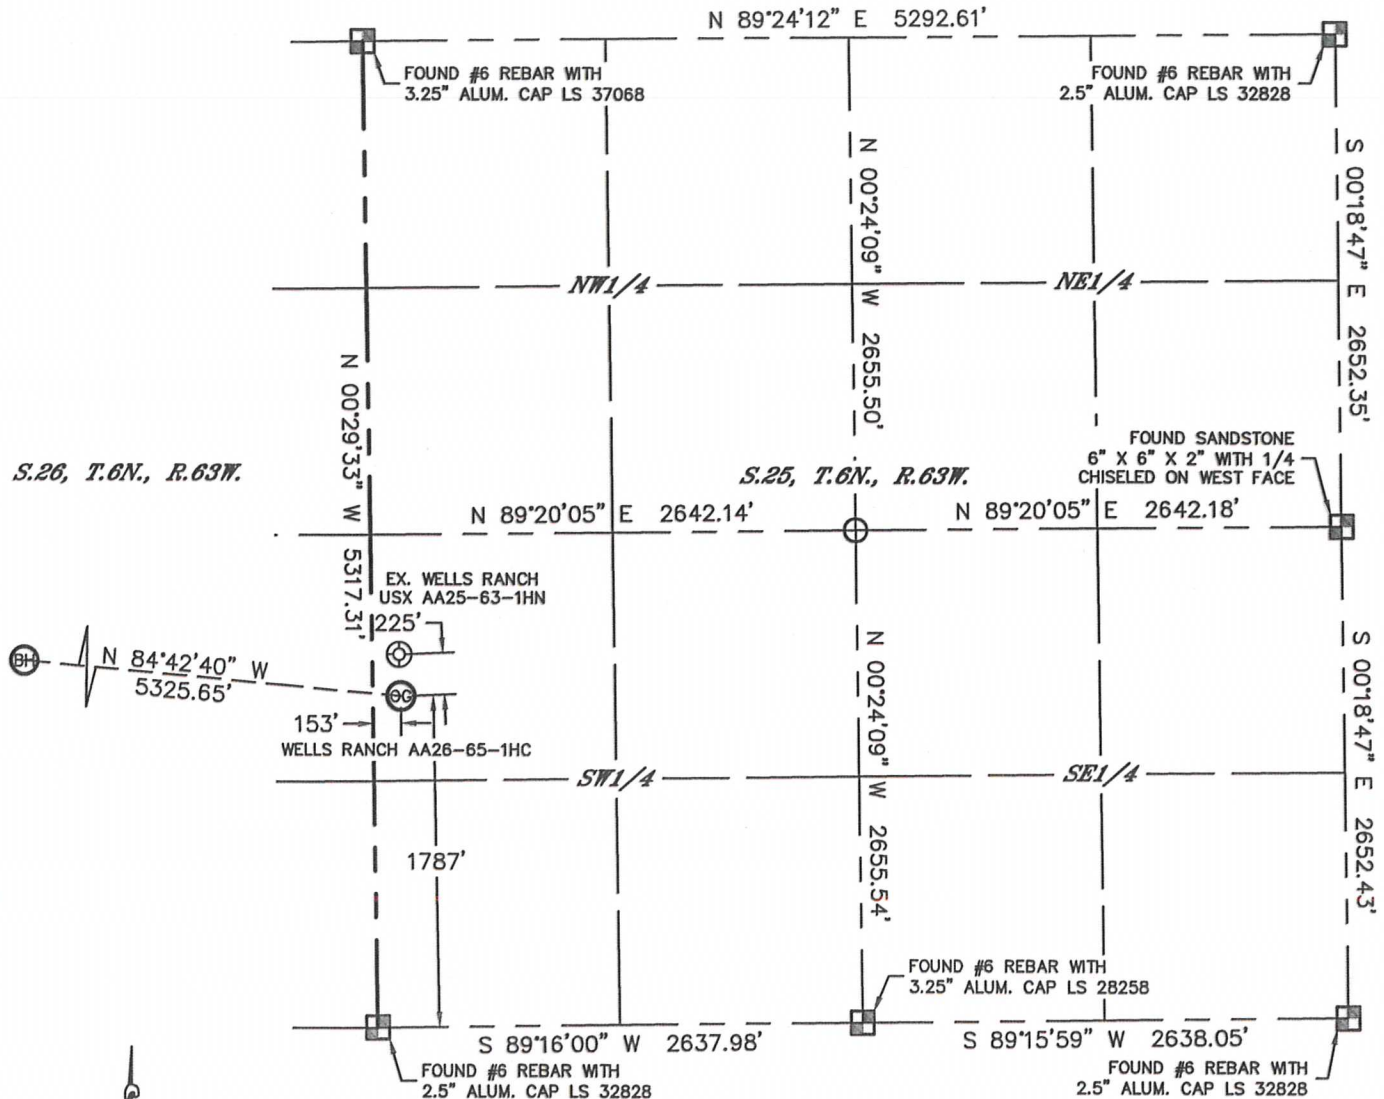 N 89°24'12" E 5292.61'
FOUND #6 REBAR WITH
3.25" ALUM. CAP LS 37068
FOUND #6 REBAR WITH
2.5" ALUM. CAP LS 32828
N 00°24'09" W 2655.50'
S 00°18'47" E 2652.35'
NW1/4
NE1/4
N 00°29'33" W 5317.31'
FOUND SANDSTONE
6" X 6" X 2" WITH 1/4
CHISELED ON WEST FACE
S.26, T.6N., R.63W.
S.25, T.6N., R.63W.
N 89°20'05" E 2642.14'
N 89°20'05" E 2642.18'
EX. WELLS RANCH
USX AA25-63-1HN
225'
BH
N 84°42'40" W
5325.65'
OG
153'
WELLS RANCH AA26-65-1HC
N 00°24'09" W 2655.54'
S 00°18'47" E 2652.43'
SW1/4
SE1/4
1787'
FOUND #6 REBAR WITH
3.25" ALUM. CAP LS 28258
S 89°16'00" W 2637.98'
S 89°15'59" W 2638.05'
FOUND #6 REBAR WITH
2.5" ALUM. CAP LS 32828
FOUND #6 REBAR WITH
2.5" ALUM. CAP LS 32828